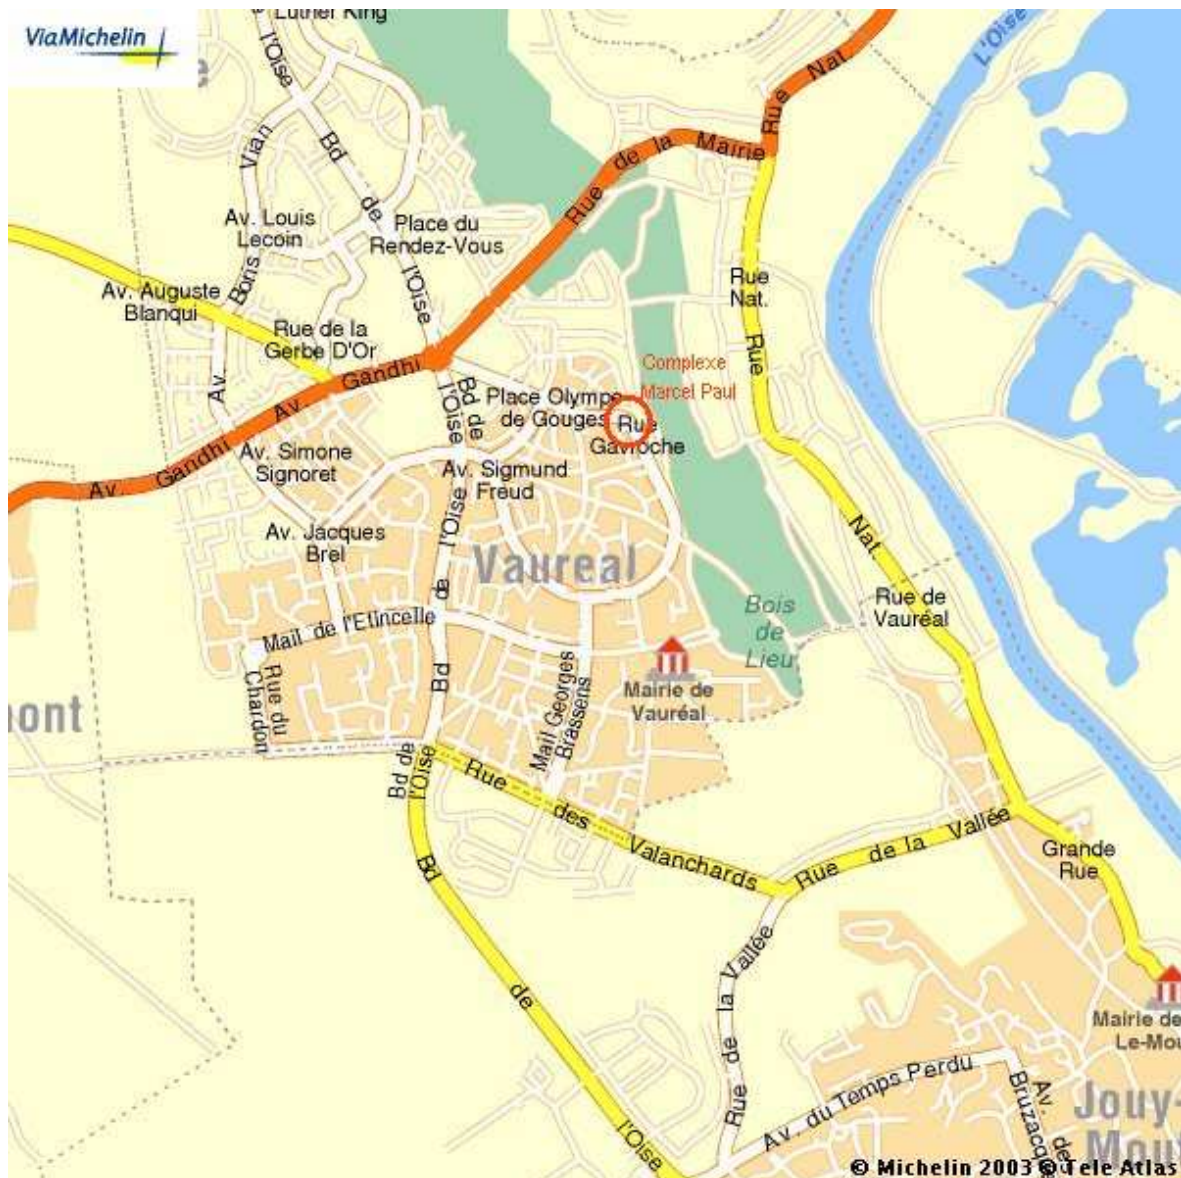 ViaMichelin
Luther King
l'Oise
L'Oise
Rue Nat.
Vian
Bd
de
l'Oise
Rue de la Mairie
Av. Louis
Lecoin
Place du
Rendez-Vous
Boris
Av.
Rue
Nat.
Av. Auguste
Blanqui
Rue de la
Gerbe D'Or
Rue
Nat.
Complexe
Marcel Paul
Av. Gandhi
Av. Gandhi
Bd de
l'Oise
Place Olympe
de Gouges
Rue
Gavroche
Av. Simone
Signoret
Av. Sigmund
Freud
Av. Jacques
Brel
Vaureal
Bd de l'Oise
Bois
de
Lieu
Rue de
Vauréal
Mail de l'Etincelle
Rue du
Chardon
Mail Georges
Brassens
Mairie de
Vauréal
ont
Bd de
l'Oise
Rue des Valanchards
Rue de la Vallée
Grande
Rue
Bd de l'Oise
Rue de la Vallée
Mairie de
Le-Mou
Av. du Temps Perdu
Av. des
Bruzacque
Jouy-
Mout
© Michelin 2003 © Tele Atlas